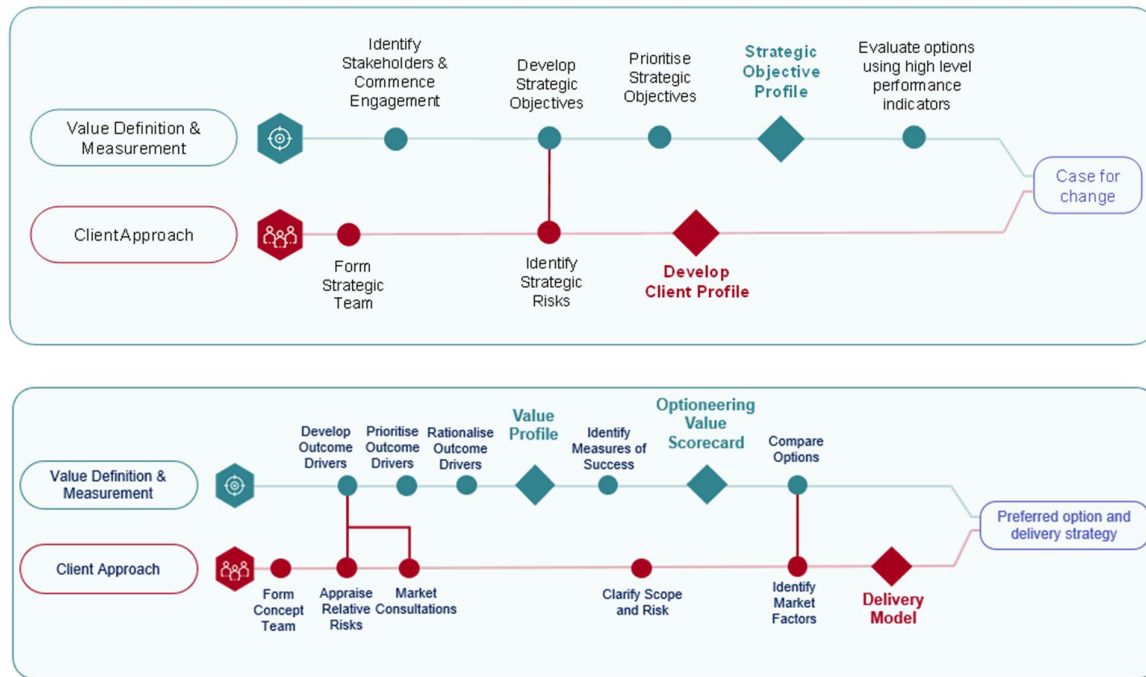 Identify
Stakeholders &
Commence
Engagement
Develop
Strategic
Objectives
Prioritise
Strategic
Objectives
Strategic
Objective
Profile
Evaluate options
using high level
performance
indicators
Value Definition &
Measurement
Case for
change
Client Approach
Form
Strategic
Team
Identify
Strategic
Risks
Develop
Client Profile
Develop
Outcome
Drivers
Prioritise
Outcome
Drivers
Rationalise
Outcome
Drivers
Value
Profile
Identify
Measures of
Success
Optioneering
Value
Scorecard
Compare
Options
Value Definition &
Measurement
Preferred option and
delivery strategy
Client Approach
Form
Concept
Team
Appraise
Relative
Risks
Market
Consultations
Clarify Scope
and Risk
Identify
Market
Factors
Delivery
Model